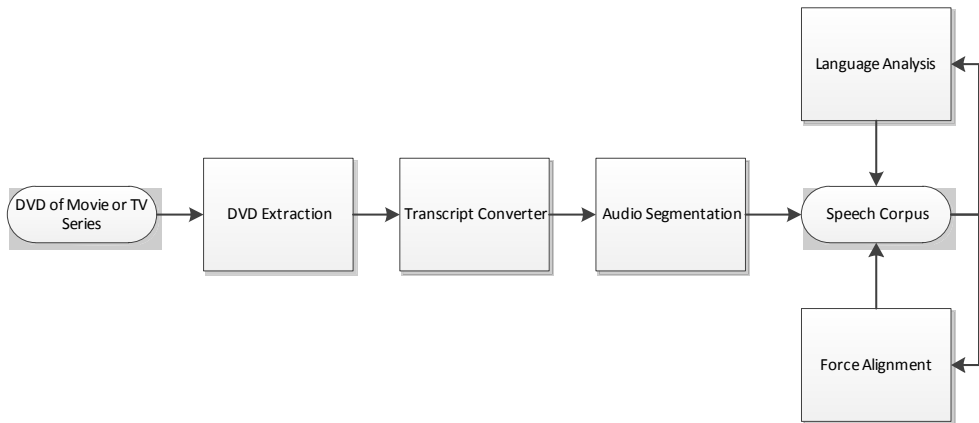 Language Analysis
DVD of Movie or TV
Series
DVD Extraction
Transcript Converter
Audio Segmentation
Speech Corpus
Force Alignment